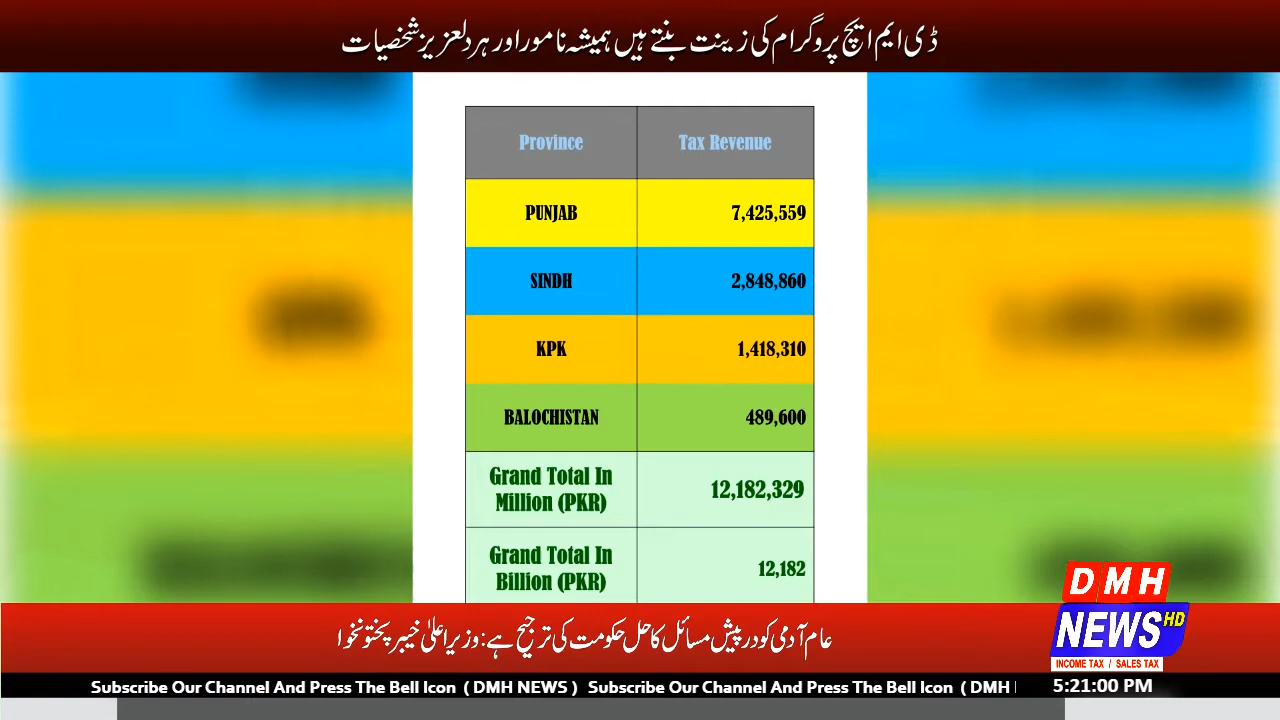 ڈی ایم ایچ پروگرام کی زینت بنتے ہیں ہمیشہ نامور اور ہردلعزیز شخصیات
Province Tax Revenue
PUNJAB 7,425,559
SINDH 2,848,860
KPK 1,418,310
BALOCHISTAN 489,600
Grand Total In
Million (PKR) 12,182,329
Grand Total In
Billion (PKR) 12,182
عام آدمی کو درپیش مسائل کا حل حکومت کی ترجیح ہے: وزیراعلیٰ خیبر پختونخوا
DMH
NEWS HD
INCOME TAX / SALES TAX
Subscribe Our Channel And Press The Bell Icon ( DMH NEWS ) Subscribe Our Channel And Press The Bell Icon ( DMH
5:21:00 PM